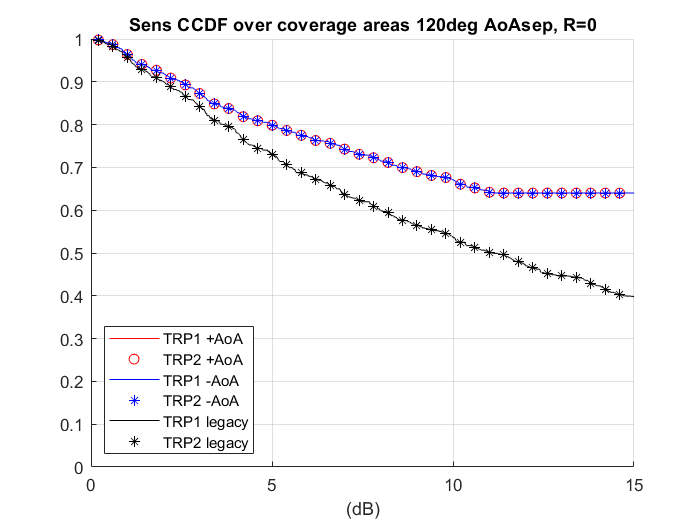 Sens CCDF over coverage areas 120deg AoAsep, R=0
1
0.9
0.8
0.7
0.6
0.5
0.4
0.3
0.2
0.1
0
TRP1 +AoA
TRP2 +AoA
TRP1 -AoA
TRP2 -AoA
TRP1 legacy
TRP2 legacy
0 5 10 15
(dB)